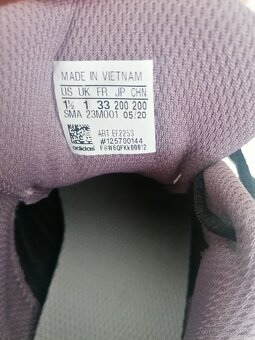 MADE IN VIETNAM
US UK FR JP CHN
1½ 1 33 200 200
SMA 23M001 05/20
ART EF2253
#125700144
adidas